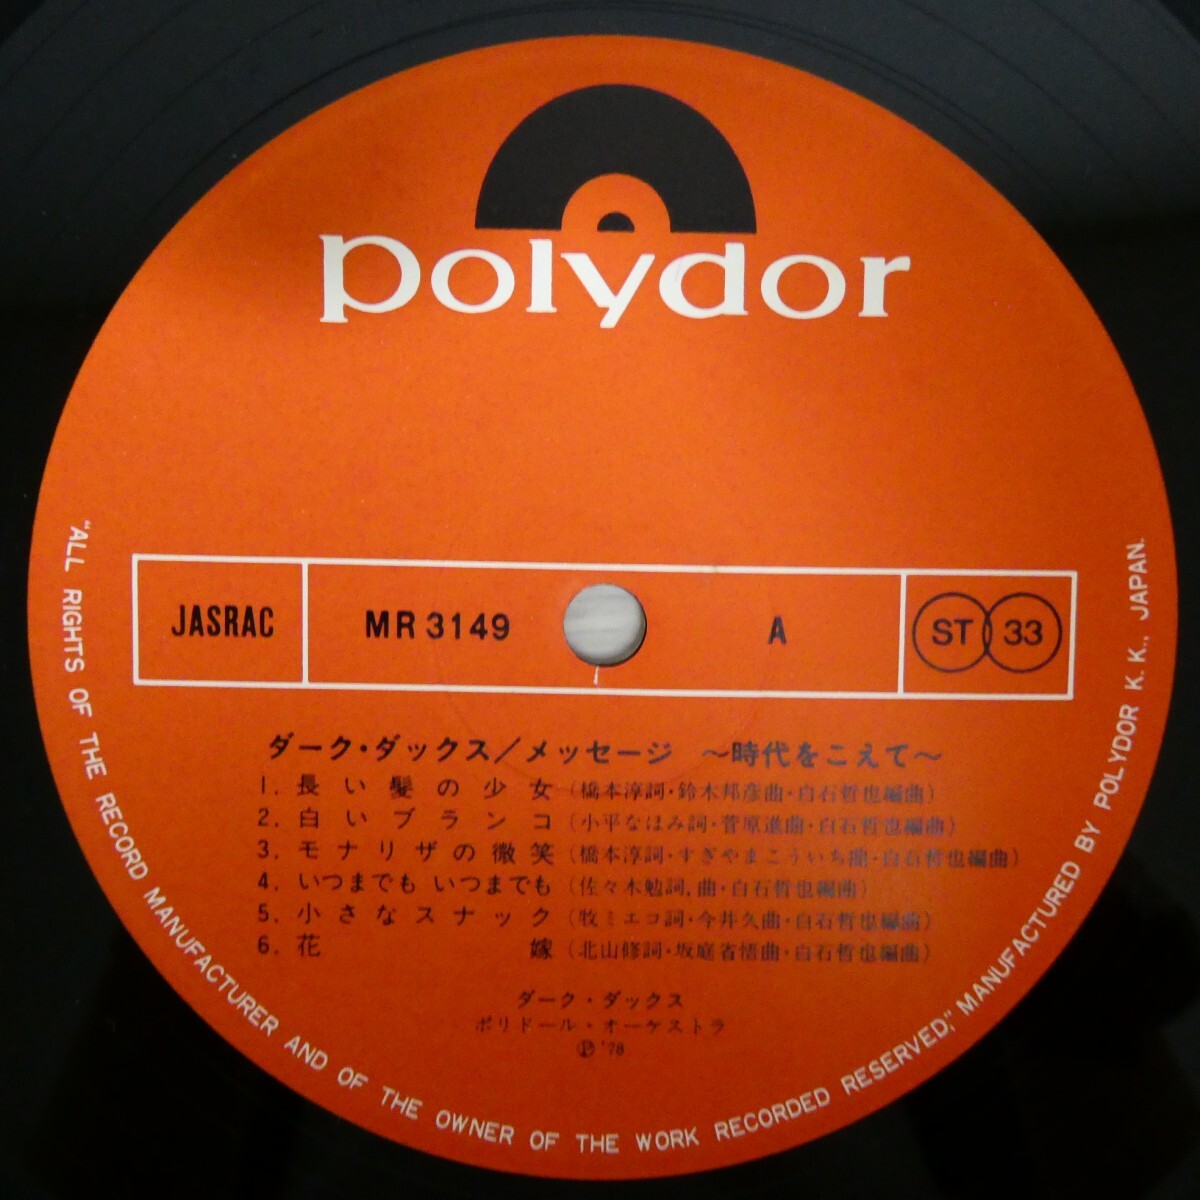 polydor
JASRAC
MR 3149
A
ST 33
ダーク・ダックス／メッセージ ～時代をこえて～
1. 長い髪の少女 (橋本淳詞・鈴木邦彦曲・白石哲也編曲)
2. 白いブランコ (小平なほみ詞・菅原進曲・白石哲也編曲)
3. モナリザの微笑 (橋本淳詞・すぎやまこういち曲・白石哲也編曲)
4. いつまでも いつまでも (佐々木勉詞,曲・白石哲也編曲)
5. 小さなスナック (牧ミエコ詞・今井久曲・白石哲也編曲)
6. 花嫁 (北山修詞・坂庭省悟曲・白石哲也編曲)
ダーク・ダックス
ポリドール・オーケストラ
Ⓟ '78
"ALL RIGHTS OF THE RECORD MANUFACTURER AND OF THE OWNER OF THE WORK RECORDED RESERVED," MANUFACTURED BY POLYDOR K.K., JAPAN.